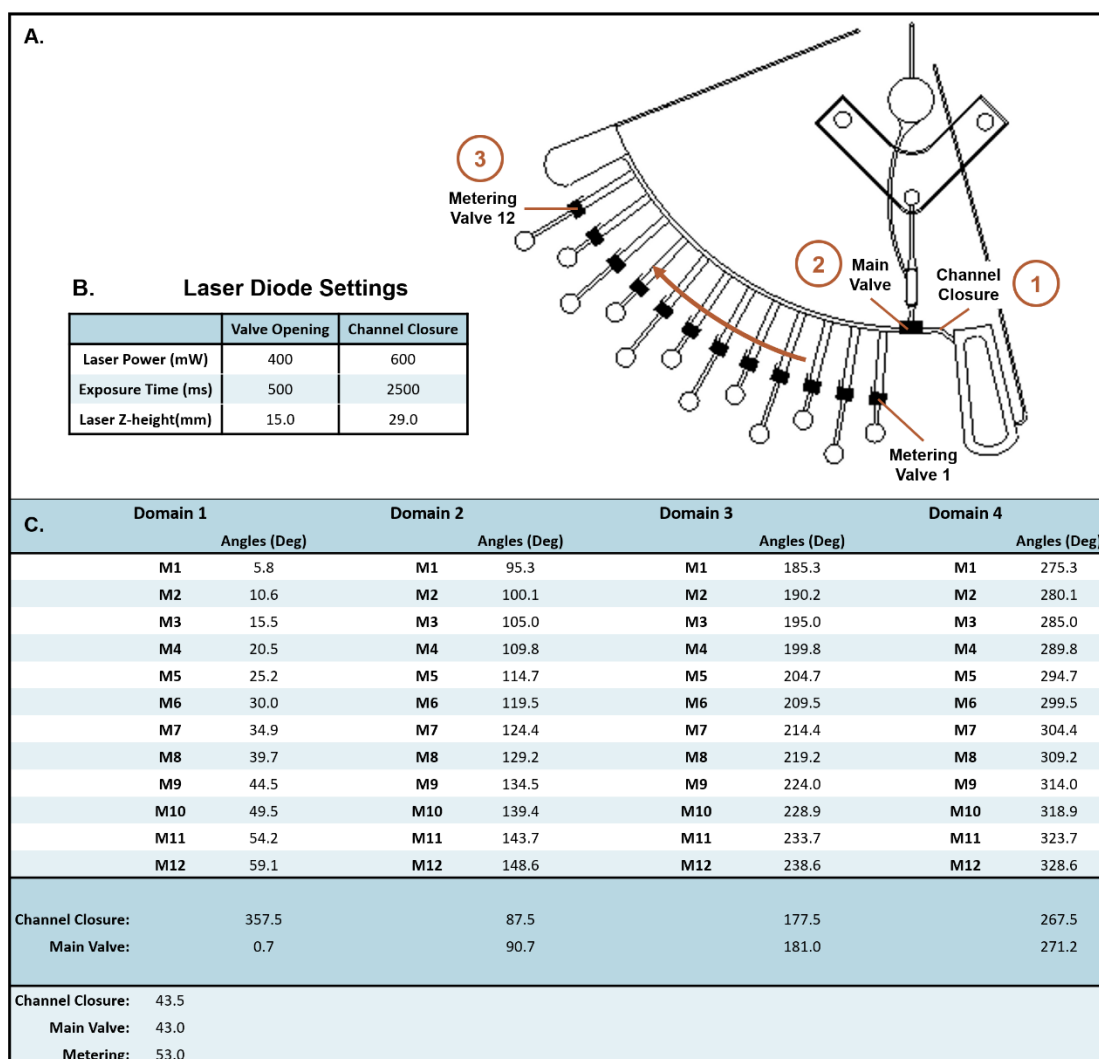 A.
3
Metering
Valve 12
2
Main
Valve
Channel
Closure
1
Metering
Valve 1
B. Laser Diode Settings
Valve Opening Channel Closure
Laser Power (mW) 400 600
Exposure Time (ms) 500 2500
Laser Z-height(mm) 15.0 29.0
C. Domain 1 Domain 2 Domain 3 Domain 4
Angles (Deg) Angles (Deg) Angles (Deg) Angles (Deg)
M1 5.8 M1 95.3 M1 185.3 M1 275.3
M2 10.6 M2 100.1 M2 190.2 M2 280.1
M3 15.5 M3 105.0 M3 195.0 M3 285.0
M4 20.5 M4 109.8 M4 199.8 M4 289.8
M5 25.2 M5 114.7 M5 204.7 M5 294.7
M6 30.0 M6 119.5 M6 209.5 M6 299.5
M7 34.9 M7 124.4 M7 214.4 M7 304.4
M8 39.7 M8 129.2 M8 219.2 M8 309.2
M9 44.5 M9 134.5 M9 224.0 M9 314.0
M10 49.5 M10 139.4 M10 228.9 M10 318.9
M11 54.2 M11 143.7 M11 233.7 M11 323.7
M12 59.1 M12 148.6 M12 238.6 M12 328.6
Channel Closure: 357.5 87.5 177.5 267.5
Main Valve: 0.7 90.7 181.0 271.2
Channel Closure: 43.5
Main Valve: 43.0
Metering: 53.0